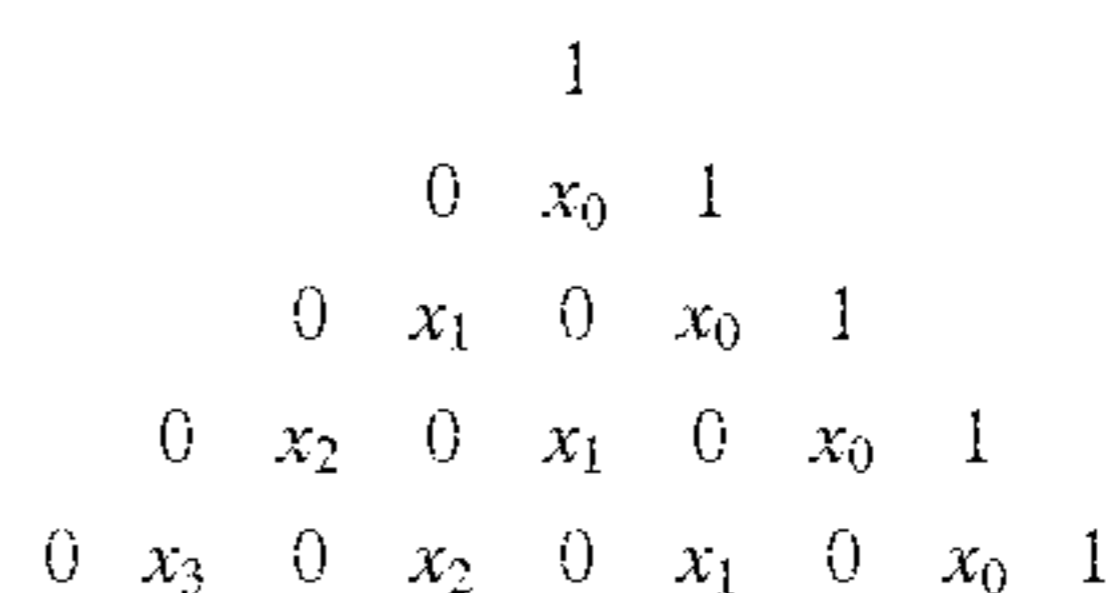 1
0 x₀ 1
0 x₁ 0 x₀ 1
0 x₂ 0 x₁ 0 x₀ 1
0 x₃ 0 x₂ 0 x₁ 0 x₀ 1